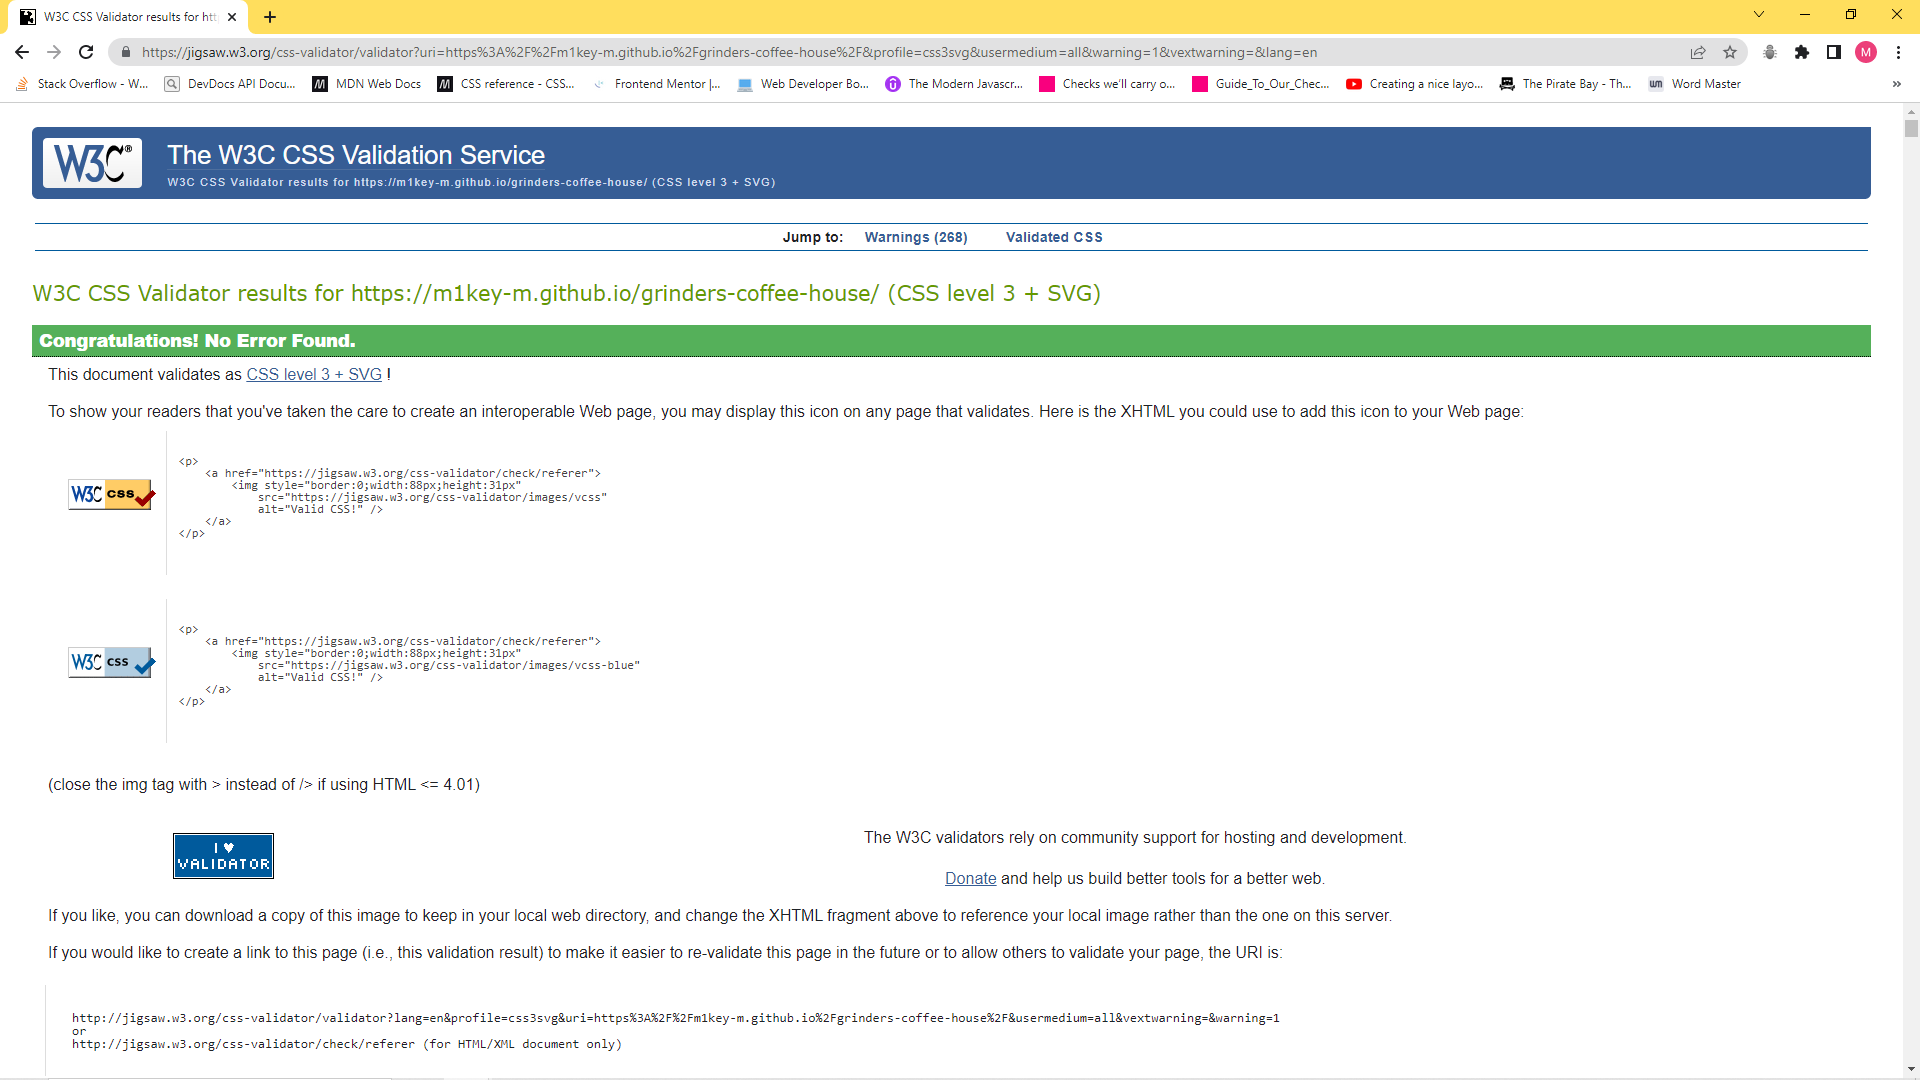 W3C CSS Validator results for htt
https://jigsaw.w3.org/css-validator/validator?uri=https%3A%2F%2Fm1key-m.github.io%2Fgrinders-coffee-house%2F&profile=css3svg&usermedium=all&warning=1&vextwarning=&lang=en
M
Stack Overflow - W... DevDocs API Docu... MDN Web Docs CSS reference - CSS... Frontend Mentor |... Web Developer Bo... The Modern Javascr... Checks we'll carry o... Guide_To_Our_Chec... Creating a nice layo... The Pirate Bay - Th... wm Word Master »
W3C® The W3C CSS Validation Service
W3C CSS Validator results for https://m1key-m.github.io/grinders-coffee-house/ (CSS level 3 + SVG)
Jump to: Warnings (268) Validated CSS
W3C CSS Validator results for https://m1key-m.github.io/grinders-coffee-house/ (CSS level 3 + SVG)
Congratulations! No Error Found.
This document validates as CSS level 3 + SVG !
To show your readers that you've taken the care to create an interoperable Web page, you may display this icon on any page that validates. Here is the XHTML you could use to add this icon to your Web page:
W3C css
<p>
<a href="https://jigsaw.w3.org/css-validator/check/referer">
<img style="border:0;width:88px;height:31px"
src="https://jigsaw.w3.org/css-validator/images/vcss"
alt="Valid CSS!" />
</a>
</p>
W3C css
<p>
<a href="https://jigsaw.w3.org/css-validator/check/referer">
<img style="border:0;width:88px;height:31px"
src="https://jigsaw.w3.org/css-validator/images/vcss-blue"
alt="Valid CSS!" />
</a>
</p>
(close the img tag with > instead of /> if using HTML <= 4.01)
I ♥
VALIDATOR
The W3C validators rely on community support for hosting and development.
Donate and help us build better tools for a better web.
If you like, you can download a copy of this image to keep in your local web directory, and change the XHTML fragment above to reference your local image rather than the one on this server.
If you would like to create a link to this page (i.e., this validation result) to make it easier to re-validate this page in the future or to allow others to validate your page, the URI is:
http://jigsaw.w3.org/css-validator/validator?lang=en&profile=css3svg&uri=https%3A%2F%2Fm1key-m.github.io%2Fgrinders-coffee-house%2F&usermedium=all&vextwarning=&warning=1
or
http://jigsaw.w3.org/css-validator/check/referer (for HTML/XML document only)